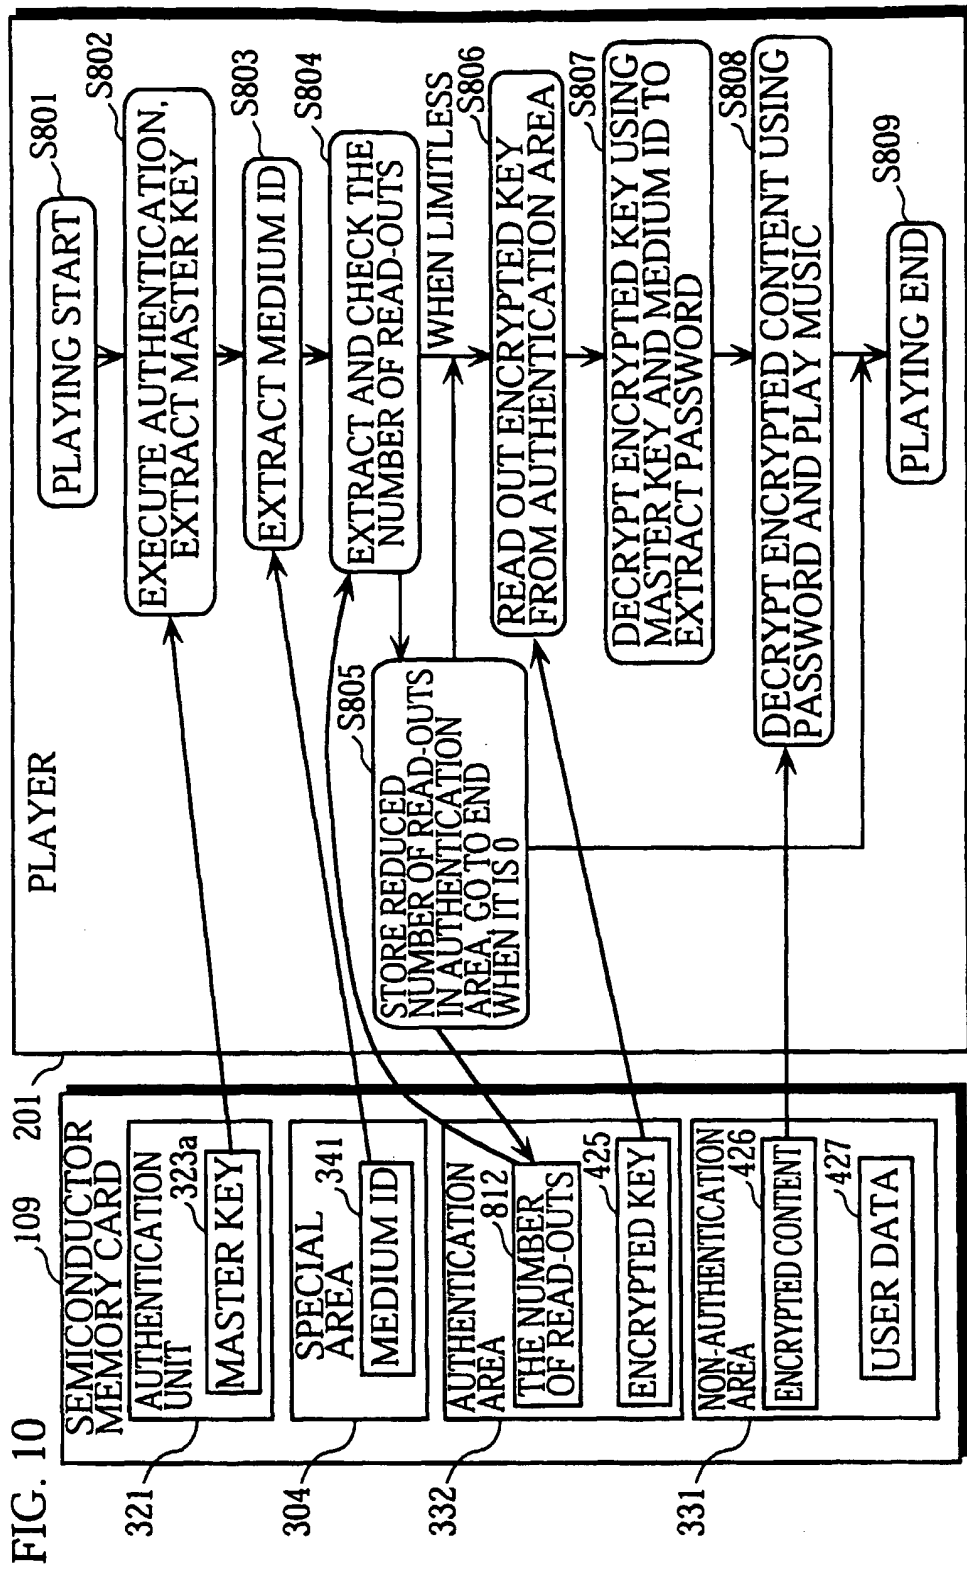 FIG. 10
109
SEMICONDUCTOR
MEMORY CARD
321
AUTHENTICATION
UNIT
323a
MASTER KEY
304
SPECIAL
AREA
341
MEDIUM ID
332
AUTHENTICATION
AREA
812
THE NUMBER
OF READ-OUTS
425
ENCRYPTED KEY
331
NON-AUTHENTICATION
AREA
426
ENCRYPTED CONTENT
427
USER DATA
201
PLAYER
S801
PLAYING START
S802
EXECUTE AUTHENTICATION,
EXTRACT MASTER KEY
S803
EXTRACT MEDIUM ID
S804
EXTRACT AND CHECK THE
NUMBER OF READ-OUTS
WHEN LIMITLESS
S805
STORE REDUCED
NUMBER OF READ-OUTS
IN AUTHENTICATION
AREA, GO TO END
WHEN IT IS 0
S806
READ OUT ENCRYPTED KEY
FROM AUTHENTICATION AREA
S807
DECRYPT ENCRYPTED KEY USING
MASTER KEY AND MEDIUM ID TO
EXTRACT PASSWORD
S808
DECRYPT ENCRYPTED CONTENT USING
PASSWORD AND PLAY MUSIC
S809
PLAYING END